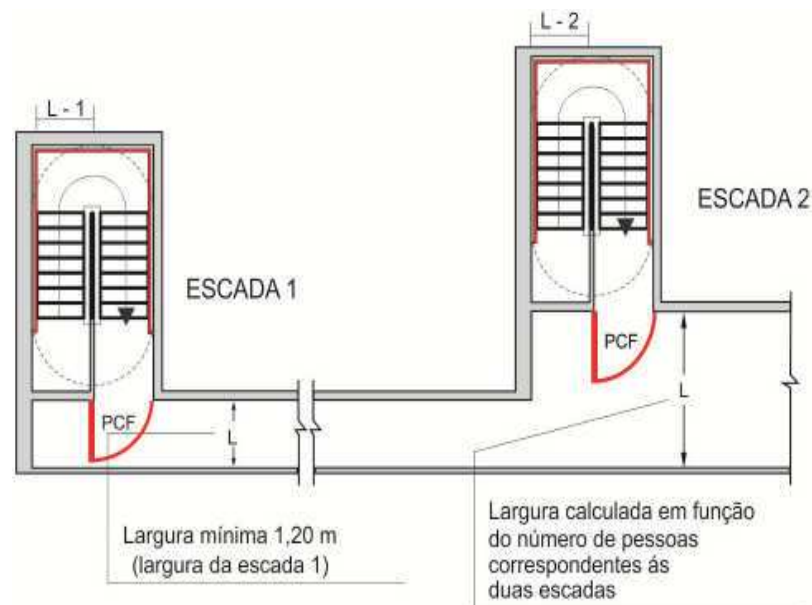 L - 2
L - 1
ESCADA 2
ESCADA 1
PCF
L
PCF
L
Largura mínima 1,20 m
(largura da escada 1)
Largura calculada em função
do número de pessoas
correspondentes ás
duas escadas